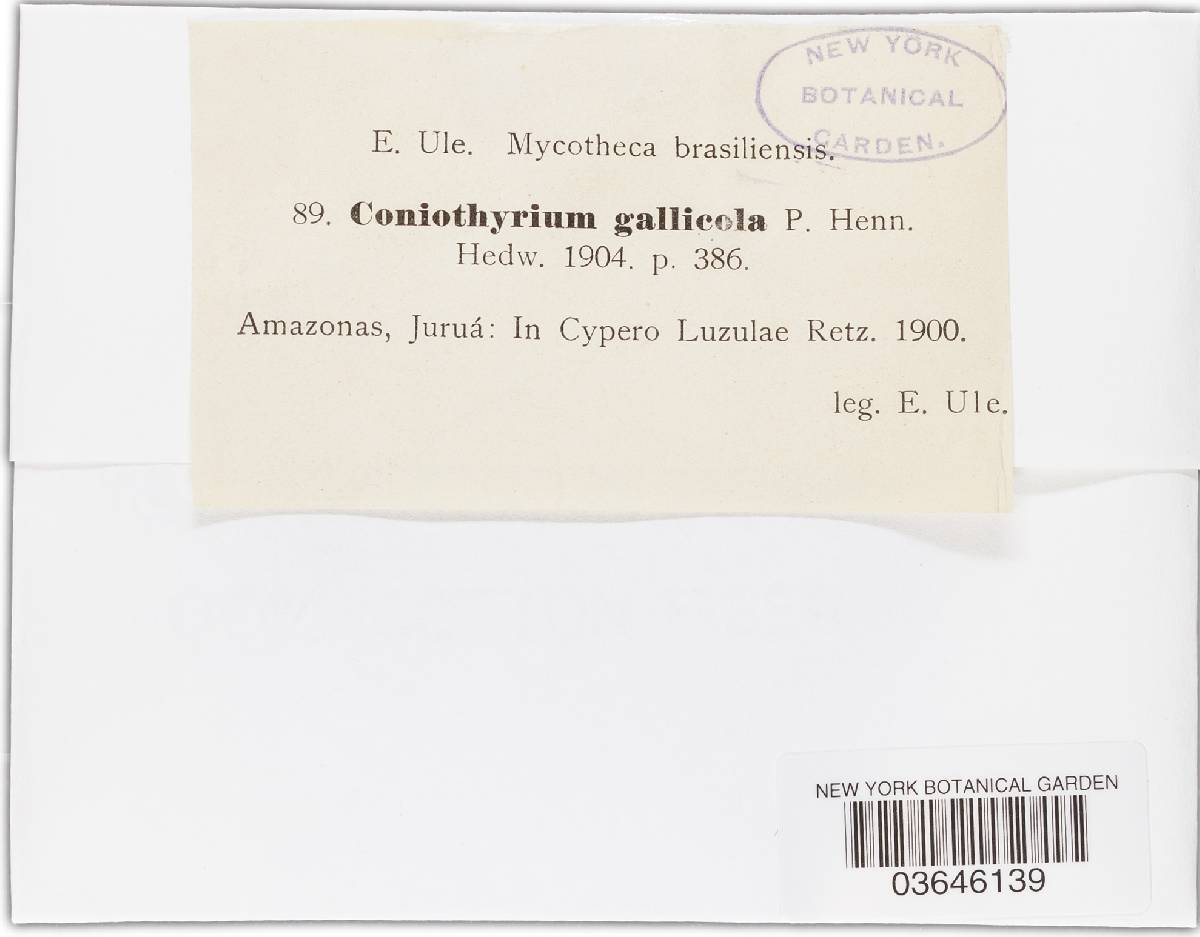 NEW YORK
BOTANICAL
GARDEN.
E. Ule. Mycotheca brasiliensis.
89. Coniothyrium gallicola P. Henn.
Hedw. 1904. p. 386.
Amazonas, Juruá: In Cypero Luzulae Retz. 1900.
leg. E. Ule.
NEW YORK BOTANICAL GARDEN
03646139